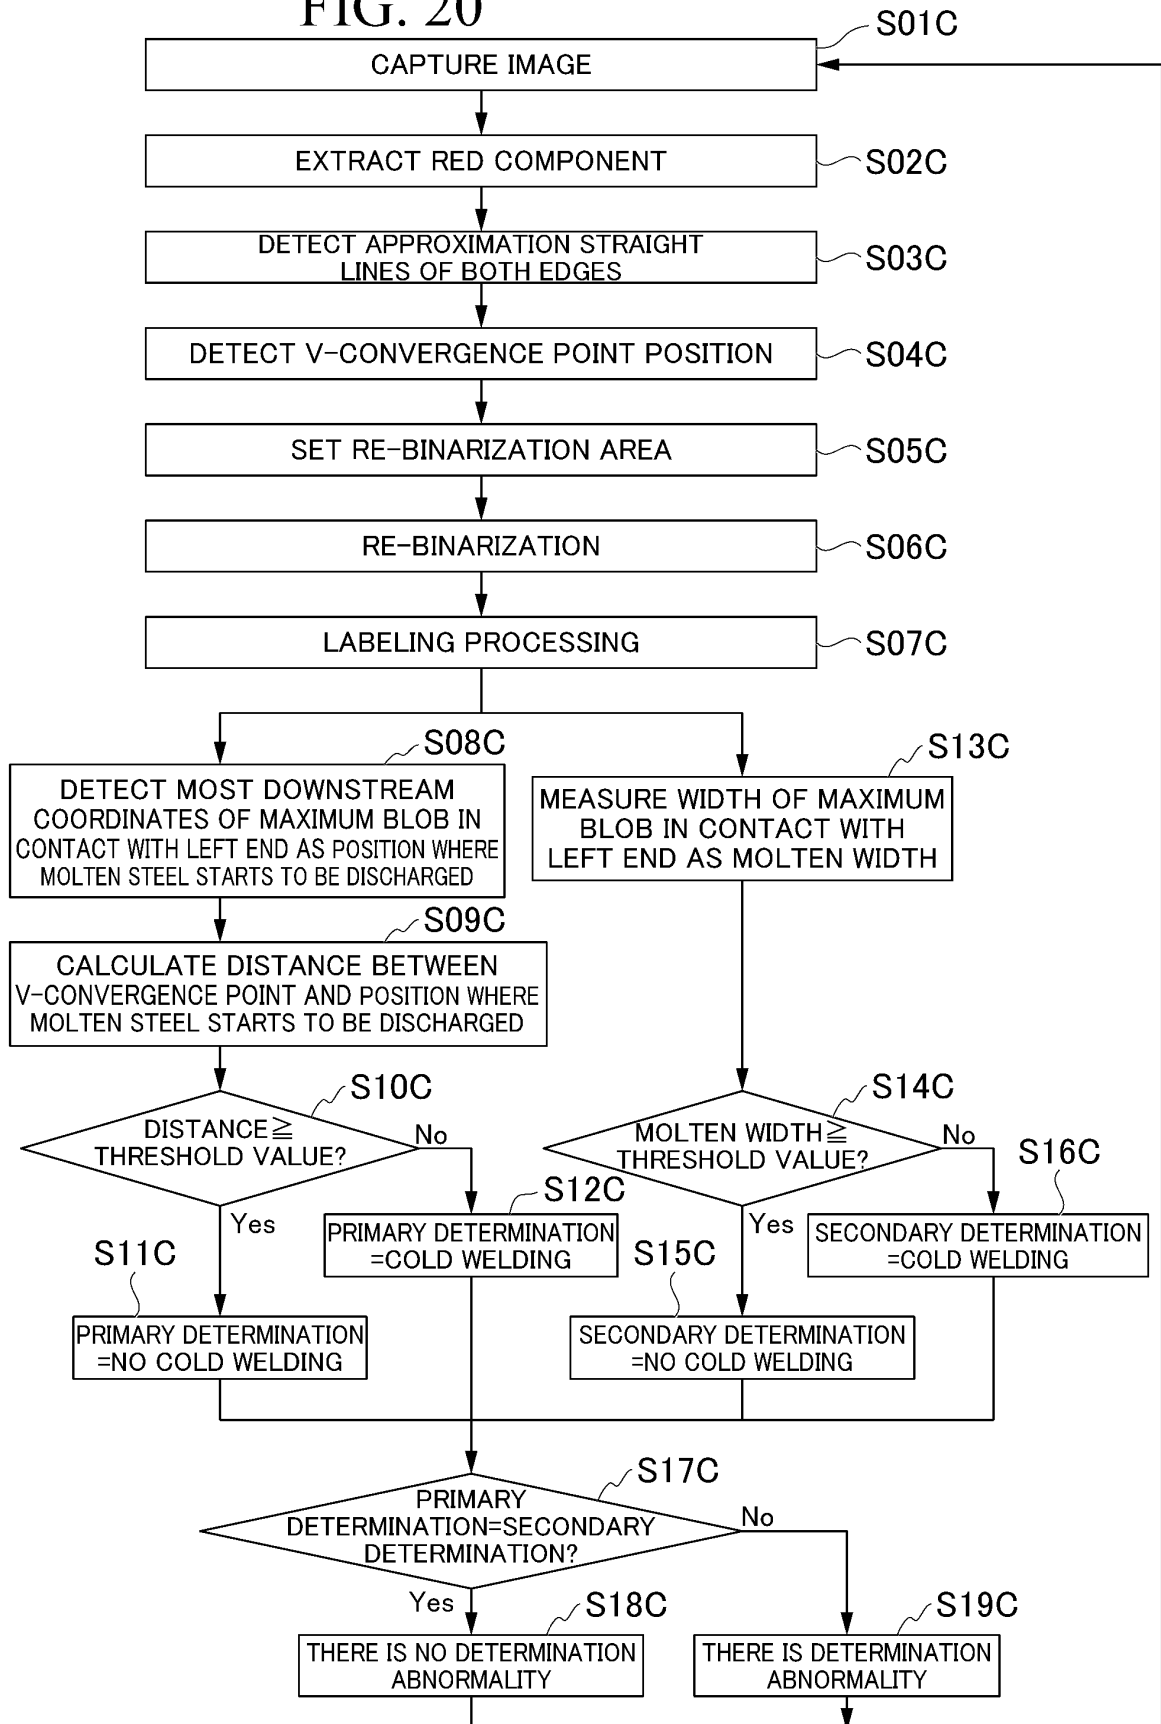 FIG. 20
S01C
CAPTURE IMAGE
EXTRACT RED COMPONENT
S02C
DETECT APPROXIMATION STRAIGHT
LINES OF BOTH EDGES
S03C
DETECT V-CONVERGENCE POINT POSITION
S04C
SET RE-BINARIZATION AREA
S05C
RE-BINARIZATION
S06C
LABELING PROCESSING
S07C
S08C
DETECT MOST DOWNSTREAM
COORDINATES OF MAXIMUM BLOB IN
CONTACT WITH LEFT END AS POSITION WHERE
MOLTEN STEEL STARTS TO BE DISCHARGED
S13C
MEASURE WIDTH OF MAXIMUM
BLOB IN CONTACT WITH
LEFT END AS MOLTEN WIDTH
S09C
CALCULATE DISTANCE BETWEEN
V-CONVERGENCE POINT AND POSITION WHERE
MOLTEN STEEL STARTS TO BE DISCHARGED
S10C
DISTANCE≧
THRESHOLD VALUE?
No
Yes
S14C
MOLTEN WIDTH≧
THRESHOLD VALUE?
No
Yes
S12C
PRIMARY DETERMINATION
=COLD WELDING
S16C
SECONDARY DETERMINATION
=COLD WELDING
S11C
PRIMARY DETERMINATION
=NO COLD WELDING
S15C
SECONDARY DETERMINATION
=NO COLD WELDING
S17C
PRIMARY
DETERMINATION=SECONDARY
DETERMINATION?
No
Yes
S18C
THERE IS NO DETERMINATION
ABNORMALITY
S19C
THERE IS DETERMINATION
ABNORMALITY